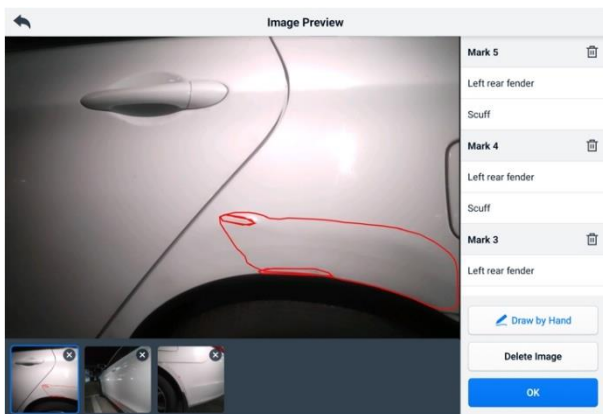 Image Preview
Mark 5
Left rear fender
Scuff
Mark 4
Left rear fender
Scuff
Mark 3
Left rear fender
Draw by Hand
Delete Image
OK